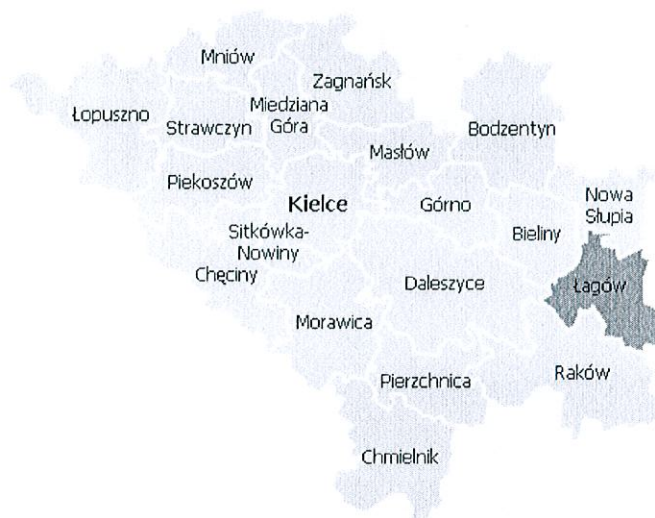 Mniów
Zagnańsk
Łopuszno
Miedziana
Góra
Strawczyn
Bodzentyn
Masłów
Piekoszów
Nowa
Słupia
Kielce
Górno
Sitkówka-
Nowiny
Bieliny
Chęciny
Daleszyce
Łagów
Morawica
Pierzchnica
Raków
Chmielnik